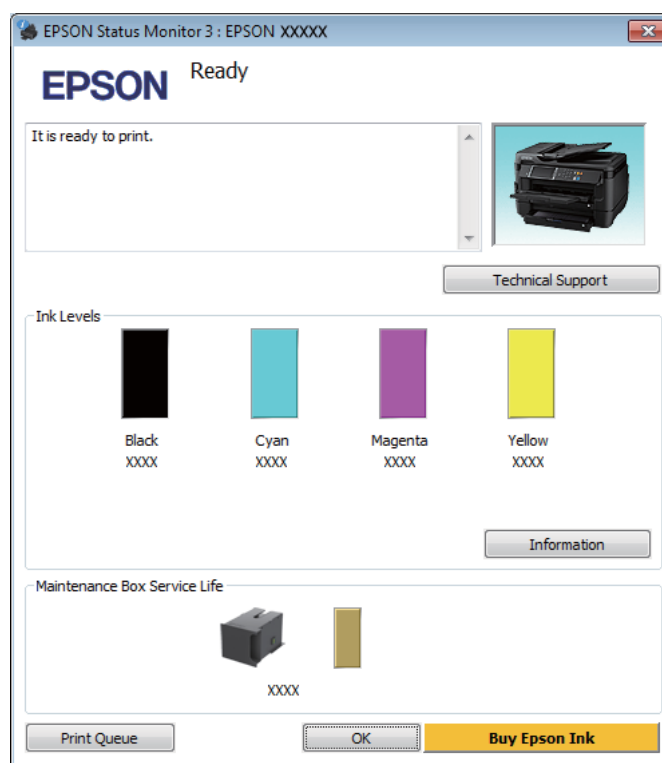 EPSON Status Monitor 3 : EPSON XXXXX
EPSON
Ready
It is ready to print.
Technical Support
Ink Levels
Black
Cyan
Magenta
Yellow
XXXX
XXXX
XXXX
XXXX
Information
Maintenance Box Service Life
XXXX
Print Queue
OK
Buy Epson Ink